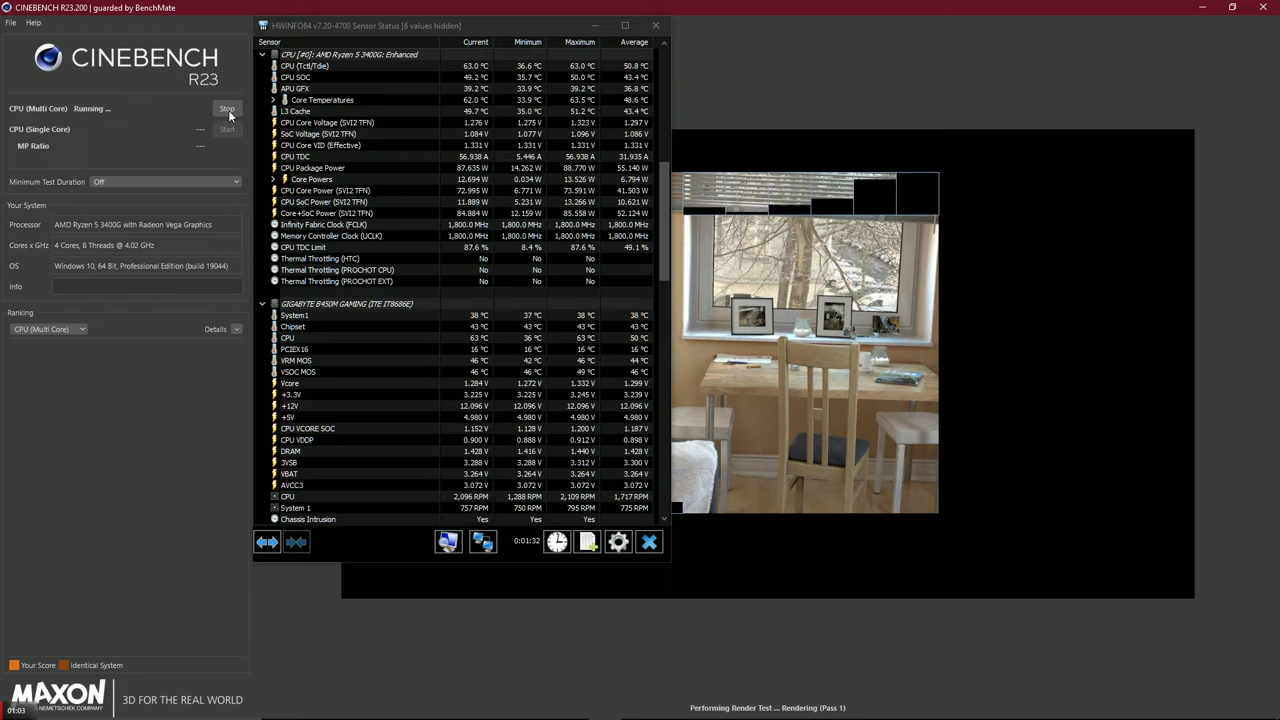 CINEBENCH R23.200 | guarded by BenchMate
File Help
CINEBENCH
R23
CPU (Multi Core) Running ... Stop
CPU (Single Core) --- Start
MP Ratio ---
Minimum Test Duration Off
Your System
Processor AMD Ryzen 5 3400G with Radeon Vega Graphics
Cores x GHz 4 Cores, 8 Threads @ 4.02 GHz
OS Windows 10, 64 Bit, Professional Edition (build 19044)
Info
Ranking
CPU (Multi Core) Details
Your Score Identical System
MAXON
A NEMETSCHEK COMPANY
3D FOR THE REAL WORLD
01:03
HWiNFO64 v7.20-4700 Sensor Status [6 values hidden]
Sensor Current Minimum Maximum Average
CPU [#0]: AMD Ryzen 5 3400G: Enhanced
CPU (Tctl/Tdie) 63.0 °C 36.6 °C 63.0 °C 50.8 °C
CPU SOC 49.2 °C 35.7 °C 50.0 °C 43.4 °C
APU GFX 39.2 °C 33.9 °C 39.2 °C 36.8 °C
Core Temperatures 62.0 °C 33.9 °C 63.5 °C 48.6 °C
L3 Cache 49.7 °C 35.0 °C 51.2 °C 43.4 °C
CPU Core Voltage (SVI2 TFN) 1.276 V 1.275 V 1.323 V 1.297 V
SoC Voltage (SVI2 TFN) 1.084 V 1.077 V 1.096 V 1.086 V
CPU Core VID (Effective) 1.331 V 1.331 V 1.331 V 1.331 V
CPU TDC 56.938 A 5.446 A 56.938 A 31.935 A
CPU Package Power 87.635 W 14.262 W 88.770 W 55.140 W
Core Powers 12.694 W 0.034 W 13.526 W 6.794 W
CPU Core Power (SVI2 TFN) 72.995 W 6.771 W 73.591 W 41.503 W
CPU SoC Power (SVI2 TFN) 11.889 W 5.231 W 13.266 W 10.621 W
Core+SoC Power (SVI2 TFN) 84.884 W 12.159 W 85.558 W 52.124 W
Infinity Fabric Clock (FCLK) 1,800.0 MHz 1,800.0 MHz 1,800.0 MHz 1,800.0 MHz
Memory Controller Clock (UCLK) 1,800.0 MHz 1,800.0 MHz 1,800.0 MHz 1,800.0 MHz
CPU TDC Limit 87.6 % 8.4 % 87.6 % 49.1 %
Thermal Throttling (HTC) No No No
Thermal Throttling (PROCHOT CPU) No No No
Thermal Throttling (PROCHOT EXT) No No No
GIGABYTE B450M GAMING (ITE IT8686E)
System1 38 °C 37 °C 38 °C 38 °C
Chipset 43 °C 43 °C 43 °C 43 °C
CPU 63 °C 36 °C 63 °C 50 °C
PCIEX16 16 °C 16 °C 16 °C 16 °C
VRM MOS 46 °C 42 °C 46 °C 44 °C
VSOC MOS 46 °C 46 °C 49 °C 46 °C
Vcore 1.284 V 1.272 V 1.332 V 1.299 V
+3.3V 3.225 V 3.225 V 3.245 V 3.239 V
+12V 12.096 V 12.096 V 12.096 V 12.096 V
+5V 4.980 V 4.980 V 4.980 V 4.980 V
CPU VCORE SOC 1.152 V 1.128 V 1.200 V 1.187 V
CPU VDDP 0.900 V 0.888 V 0.912 V 0.898 V
DRAM 1.428 V 1.416 V 1.440 V 1.428 V
3VSB 3.288 V 3.288 V 3.312 V 3.300 V
VBAT 3.264 V 3.264 V 3.264 V 3.264 V
AVCC3 3.072 V 3.072 V 3.072 V 3.072 V
CPU 2,096 RPM 1,288 RPM 2,109 RPM 1,717 RPM
System 1 757 RPM 750 RPM 795 RPM 775 RPM
Chassis Intrusion Yes Yes Yes
0:01:32
Performing Render Test ... Rendering (Pass 1)